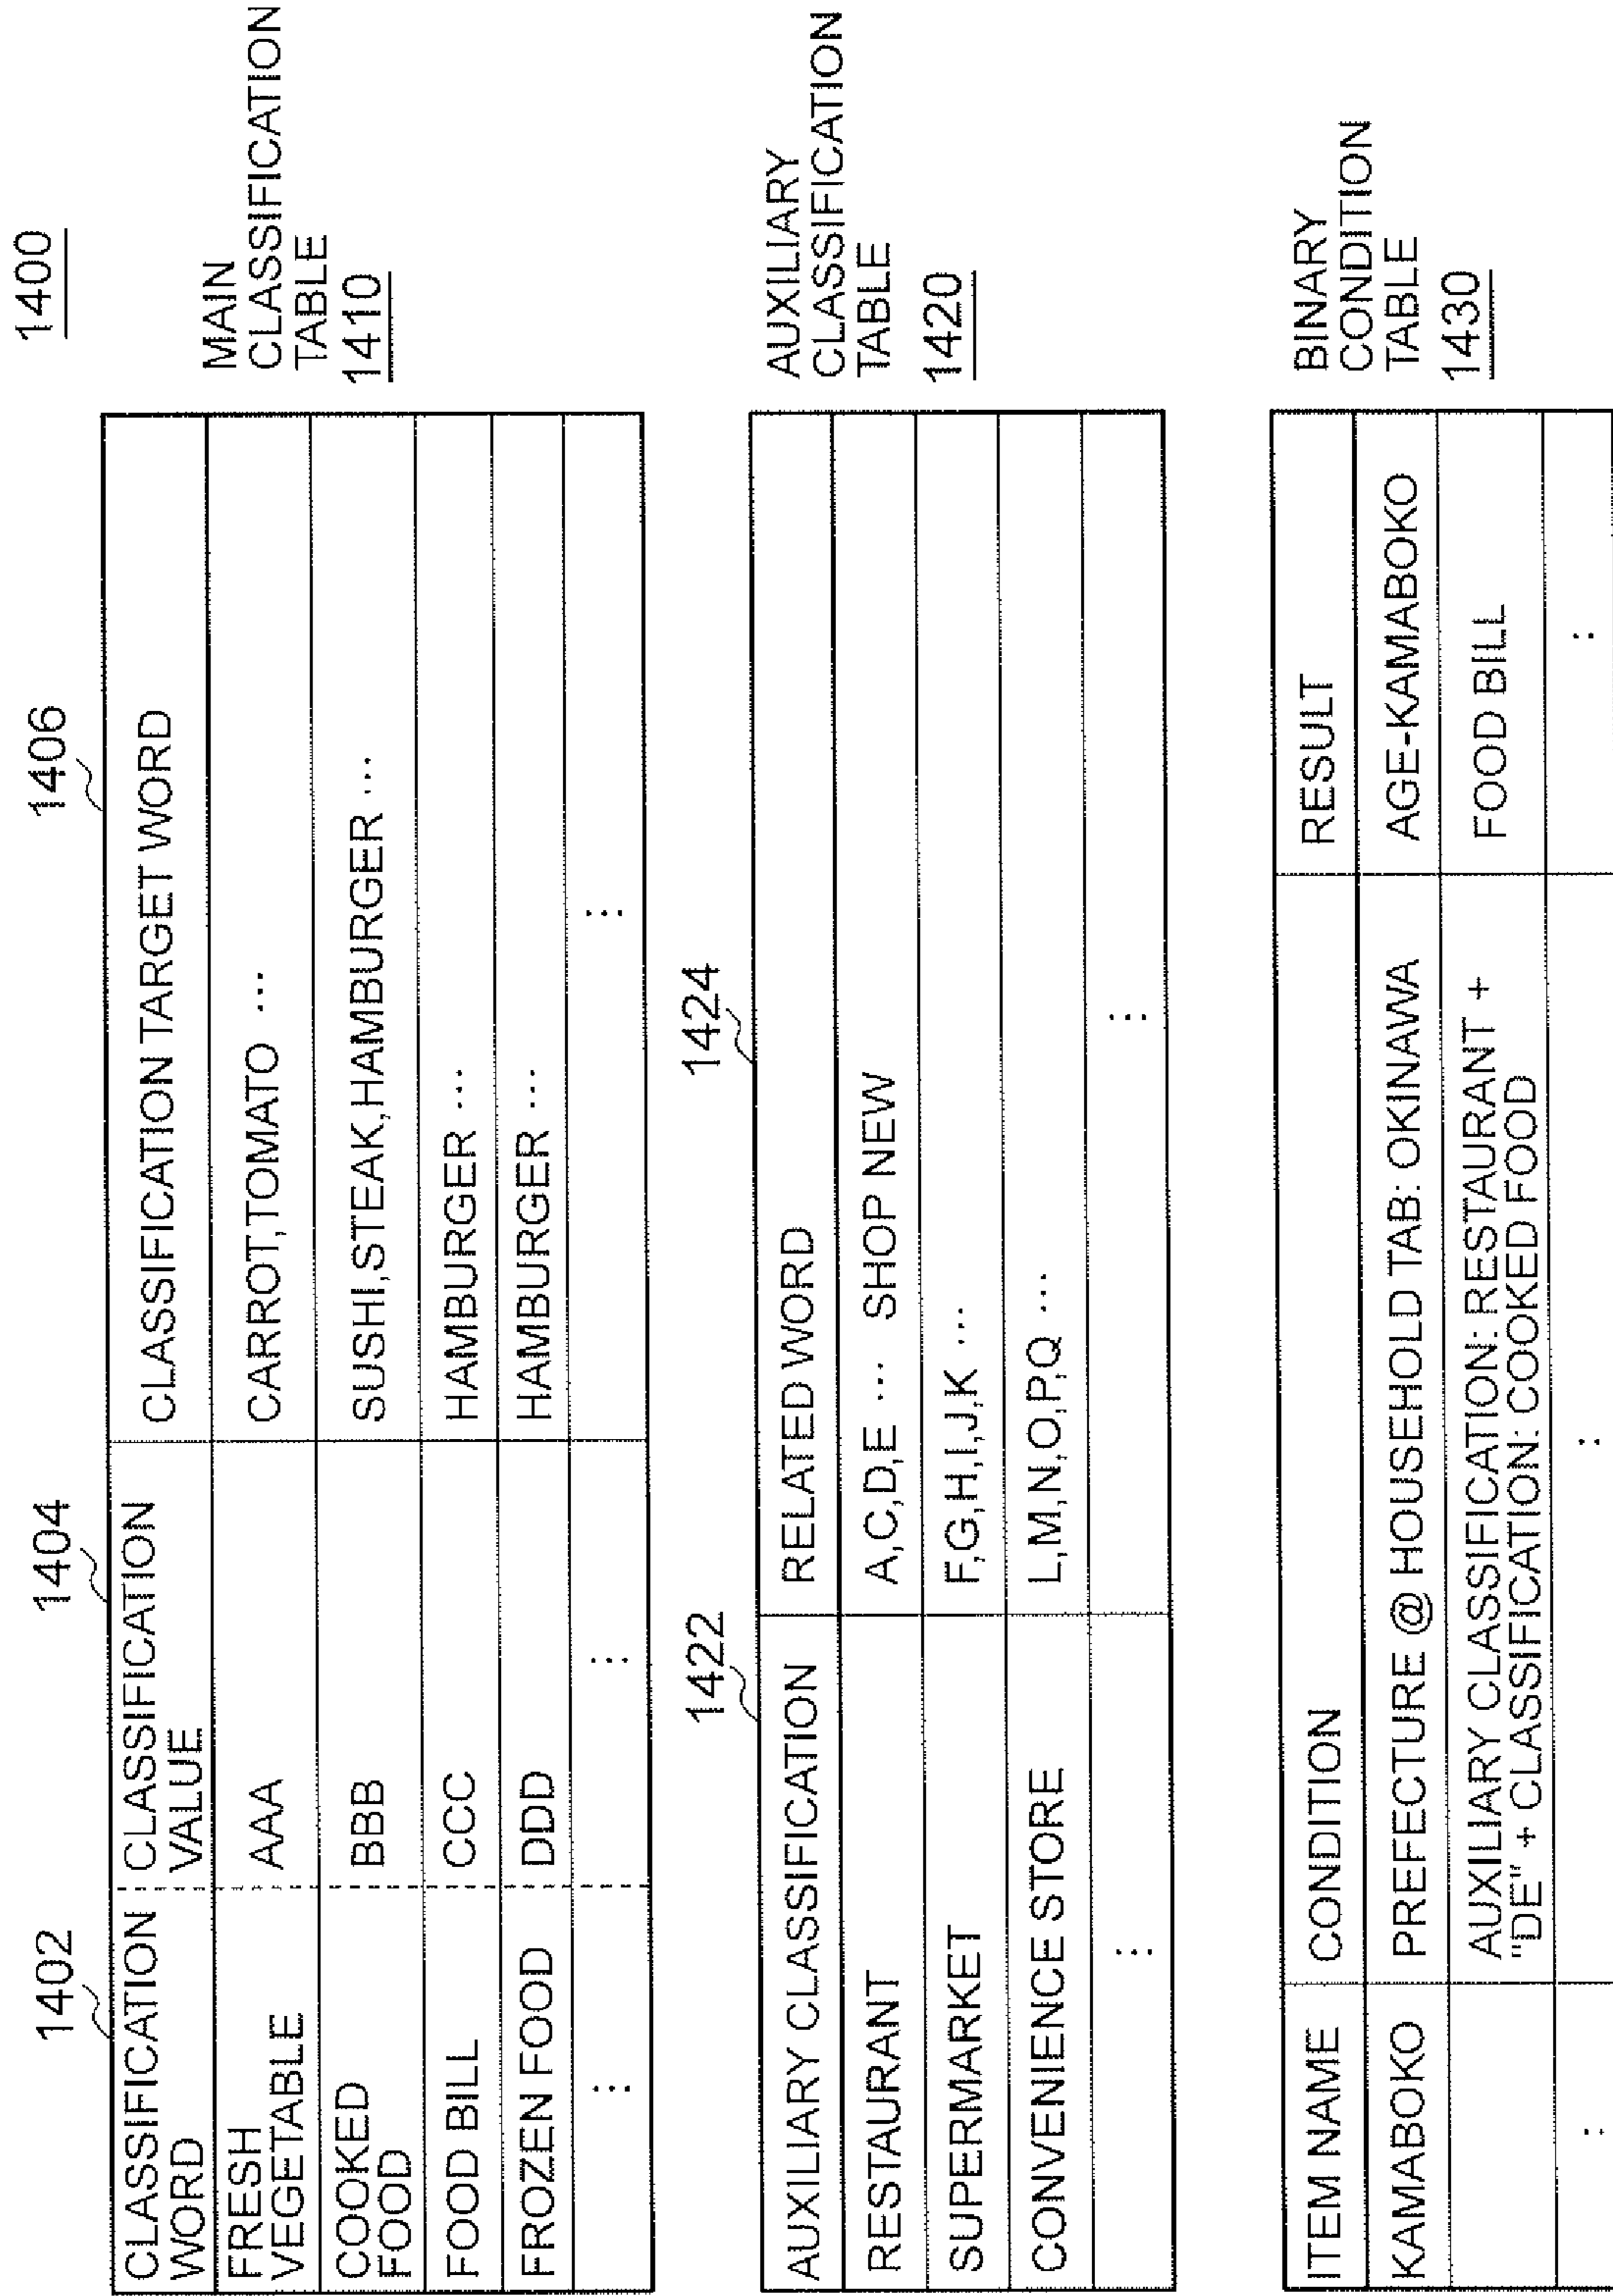 1400
1402
1404
1406
CLASSIFICATION WORD
CLASSIFICATION VALUE
CLASSIFICATION TARGET WORD
FRESH VEGETABLE
AAA
CARROT,TOMATO ...
COOKED FOOD
BBB
SUSHI,STEAK,HAMBURGER ...
FOOD BILL
CCC
HAMBURGER ...
FROZEN FOOD
DDD
HAMBURGER ...
...
...
...
MAIN
CLASSIFICATION
TABLE
1410
1422
1424
AUXILIARY CLASSIFICATION
RELATED WORD
RESTAURANT
A,C,D,E ... SHOP NEW
SUPERMARKET
F,G,H,I,J,K ...
CONVENIENCE STORE
L,M,N,O,P,Q ...
...
...
AUXILIARY
CLASSIFICATION
TABLE
1420
ITEM NAME
CONDITION
RESULT
KAMABOKO
PREFECTURE @ HOUSEHOLD TAB: OKINAWA
AGE-KAMABOKO
AUXILIARY CLASSIFICATION: RESTAURANT +
"DE" + CLASSIFICATION: COOKED FOOD
FOOD BILL
:
:
:
BINARY
CONDITION
TABLE
1430